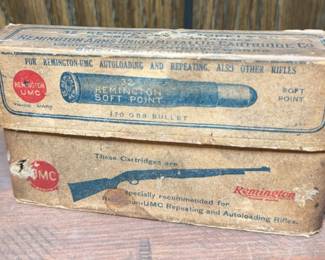 REMINGTON ARMS UNION METALLIC CARTRIDGE CO.
FOR REMINGTON-UMC AUTOLOADING AND REPEATING, ALSO OTHER RIFLES
REMINGTON
UMC
TRADE MARK
REMINGTON
SOFT POINT
SOFT
POINT
170 GRS BULLET
These Cartridges are
UMC
Remington
specially recommended for
Remington-UMC Repeating and Autoloading Rifles.